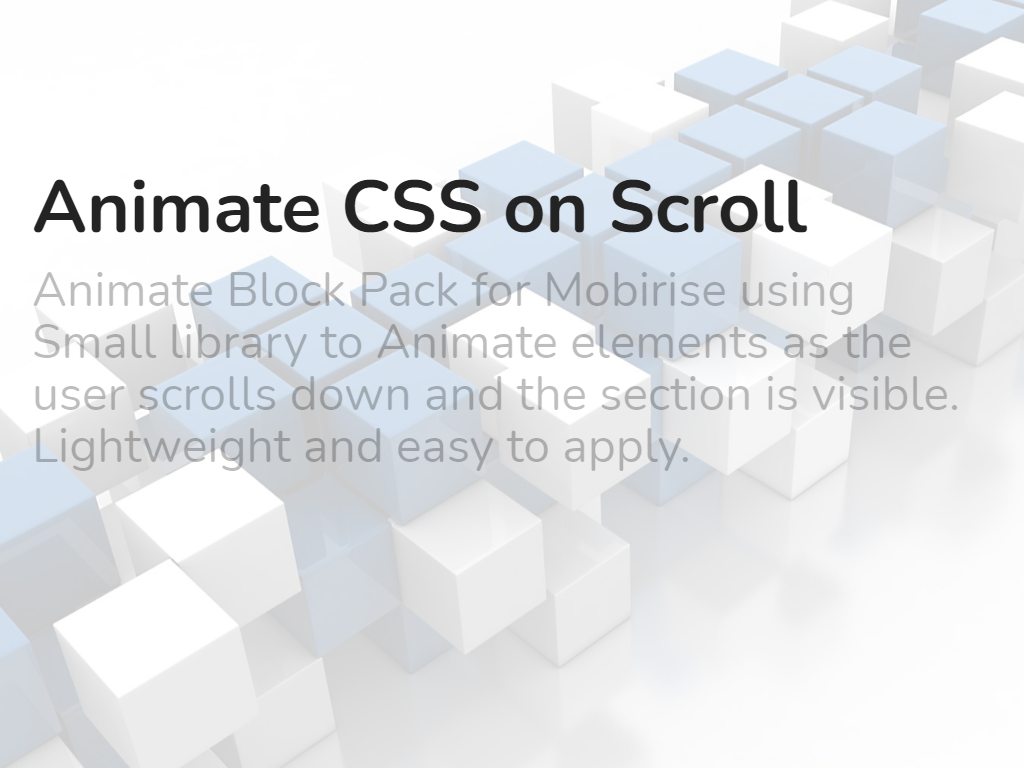 Animate CSS on Scroll
Animate Block Pack for Mobirise using
Small library to Animate elements as the
user scrolls down and the section is visible.
Lightweight and easy to apply.